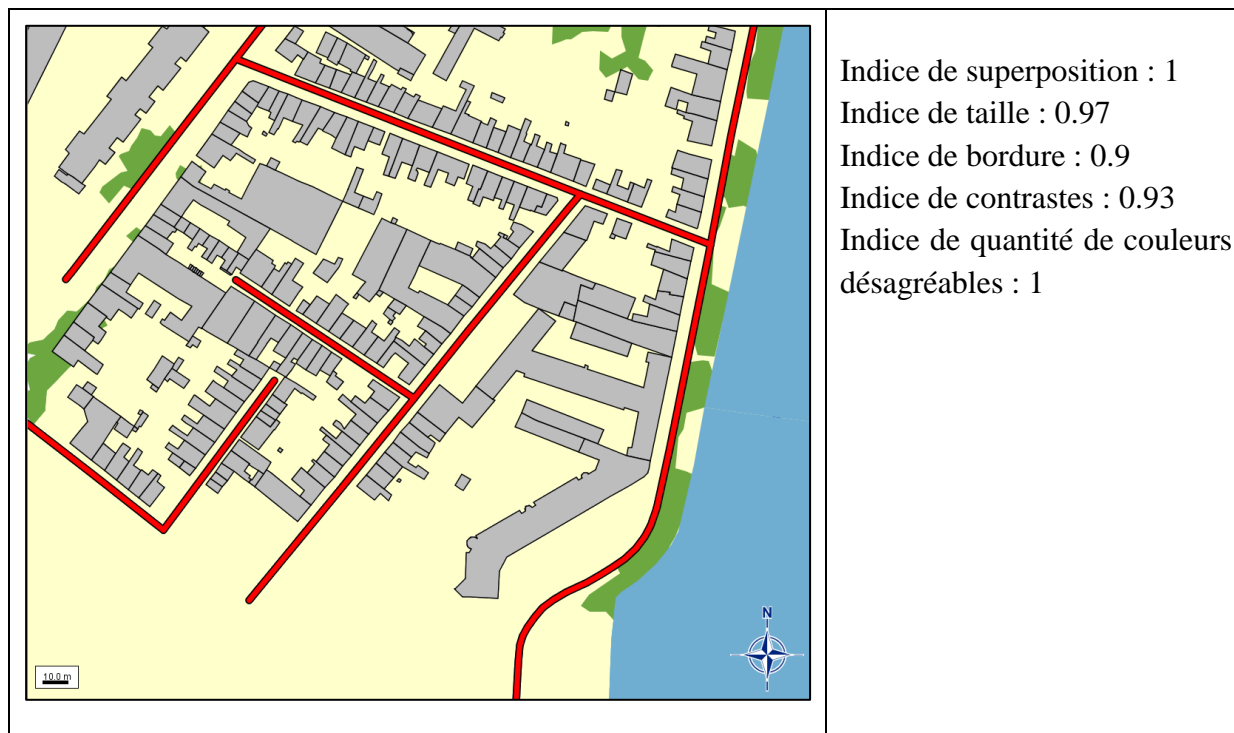 Indice de superposition : 1
Indice de taille : 0.97
Indice de bordure : 0.9
Indice de contrastes : 0.93
Indice de quantité de couleurs
désagréables : 1
N
10.0 m